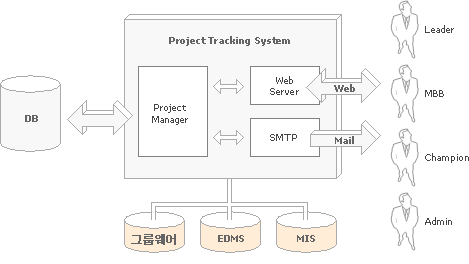 Project Tracking System
Leader
Web
Server
Web
MBB
DB
Project
Manager
SMTP
Mail
Champion
Admin
그룹웨어
EDMS
MIS